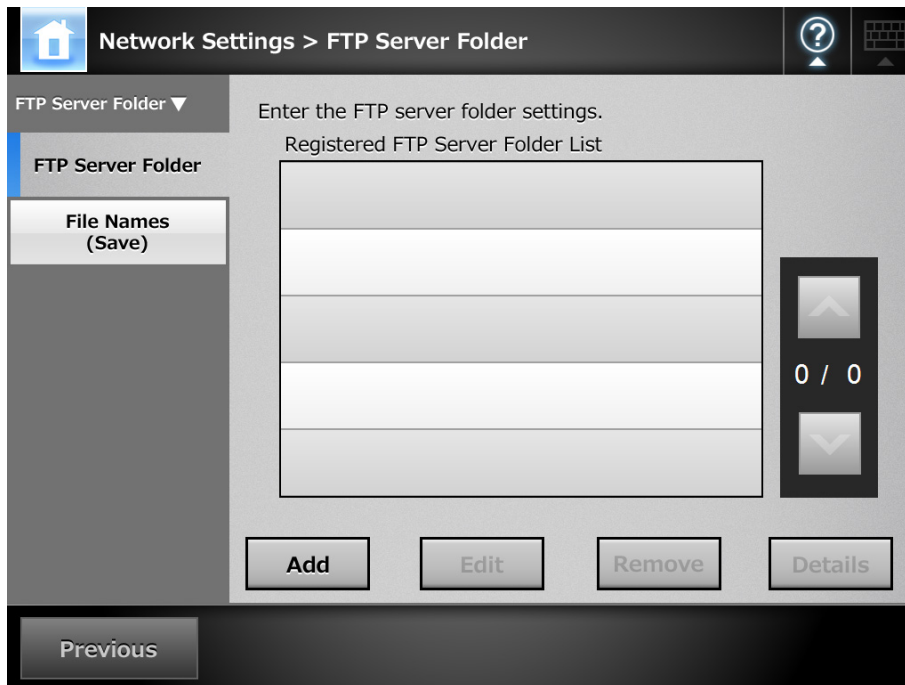 Network Settings > FTP Server Folder
?
FTP Server Folder ▼
FTP Server Folder
File Names
(Save)
Enter the FTP server folder settings.
Registered FTP Server Folder List
0 / 0
Add
Edit
Remove
Details
Previous